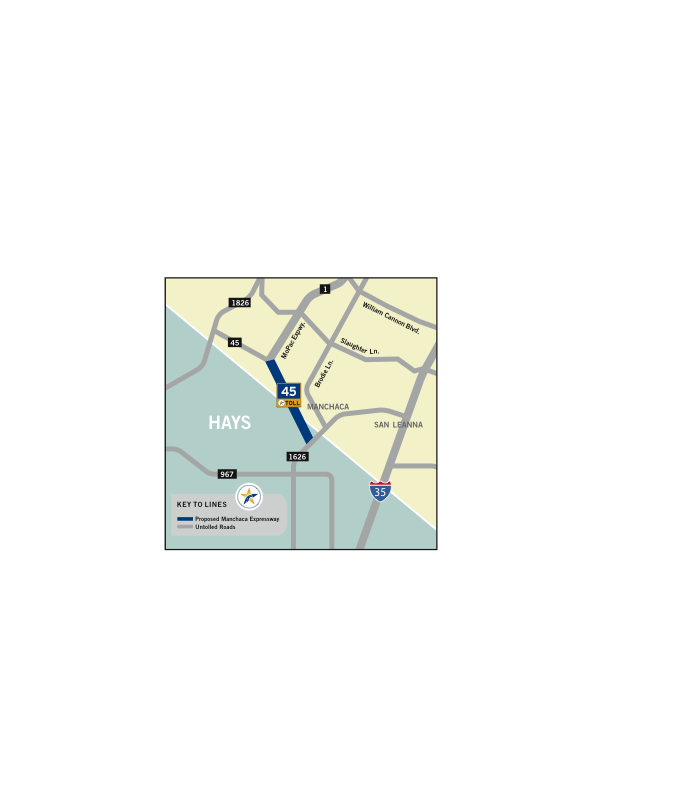 1
1826
William Cannon Blvd.
MoPac Expwy.
45
Slaughter Ln.
Brodie Ln.
45
TOLL
MANCHACA
HAYS
SAN LEANNA
1626
967
35
KEY TO LINES
Proposed Manchaca Expressway
Untolled Roads